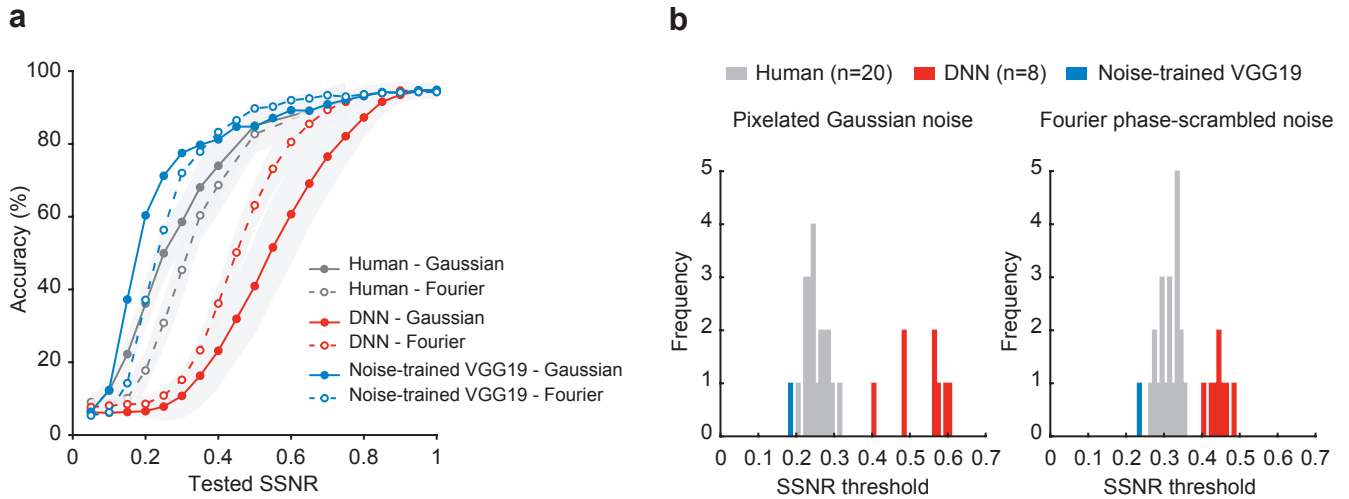 a
100
80
60
40
20
0
Accuracy (%)
0 0.2 0.4 0.6 0.8 1
Tested SSNR
Human - Gaussian
Human - Fourier
DNN - Gaussian
DNN - Fourier
Noise-trained VGG19 - Gaussian
Noise-trained VGG19 - Fourier
b
Human (n=20) DNN (n=8) Noise-trained VGG19
Pixelated Gaussian noise
5
4
3
2
1
0
Frequency
0 0.1 0.2 0.3 0.4 0.5 0.6 0.7
SSNR threshold
Fourier phase-scrambled noise
5
4
3
2
1
0
Frequency
0 0.1 0.2 0.3 0.4 0.5 0.6 0.7
SSNR threshold